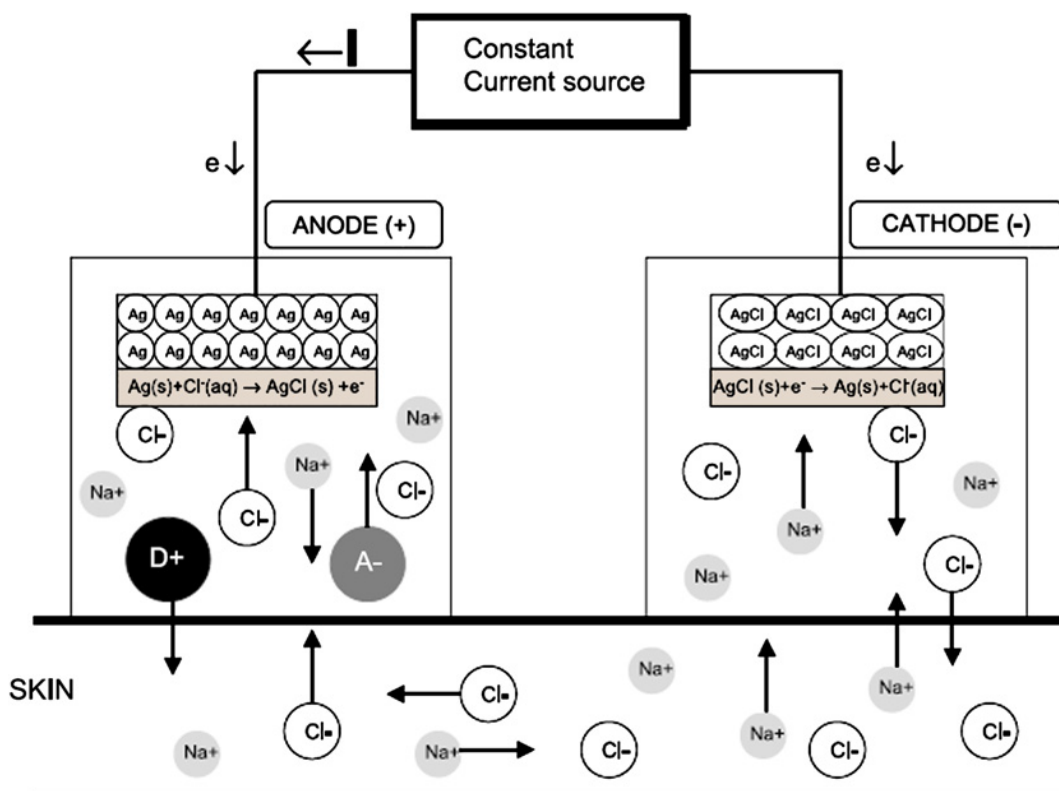 I
Constant
Current source
e
e
ANODE (+)
CATHODE (-)
Ag Ag Ag Ag Ag Ag Ag
AgCl AgCl AgCl AgCl
Ag Ag Ag Ag Ag Ag Ag
AgCl AgCl AgCl AgCl
Ag(s)+Cl⁻(aq) → AgCl (s) +e⁻
AgCl (s)+e⁻ → Ag(s)+Cl⁻(aq)
Na+
Cl-
Cl-
Na+
Cl-
Cl-
Na+
Na+
Cl-
Na+
D+
A-
Cl-
Na+
SKIN
Na+
Cl-
Na+
Cl-
Cl-
Na+
Na+
Na+
Cl-
Cl-